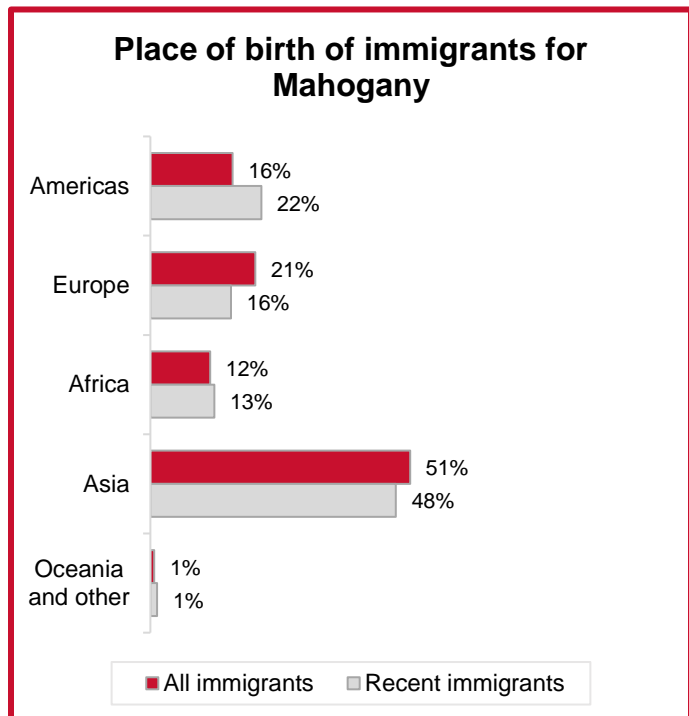 Place of birth of immigrants for
Mahogany
Americas
16%
22%
Europe
21%
16%
Africa
12%
13%
Asia
51%
48%
Oceania
and other
1%
1%
All immigrants
Recent immigrants